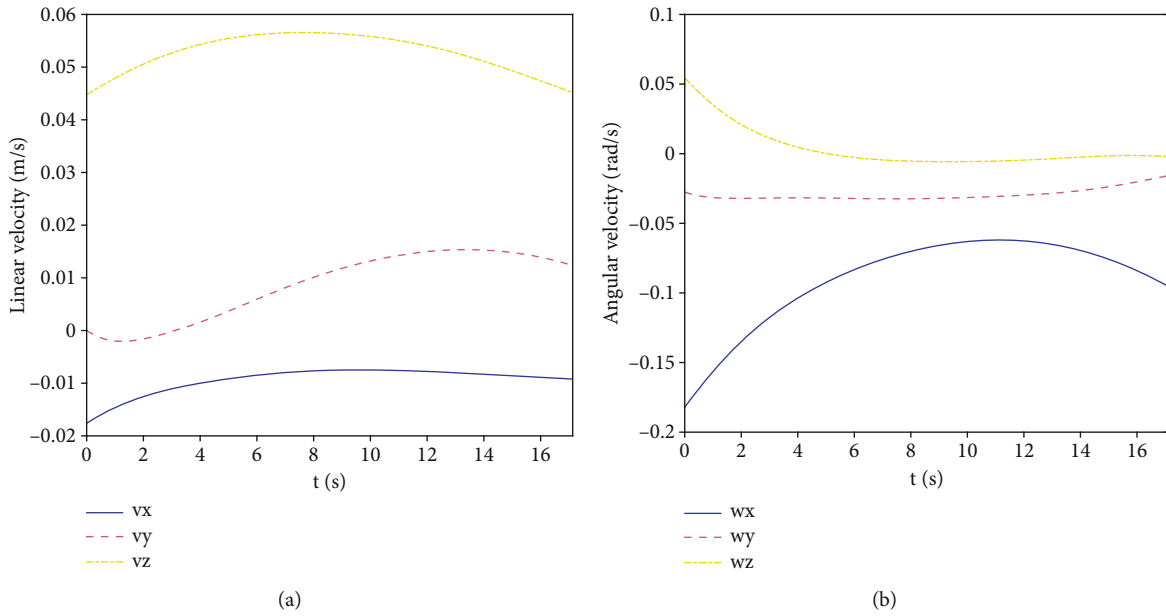 0.06
0.05
0.04
0.03
0.02
0.01
0
–0.01
–0.02
Linear velocity (m/s)
0 2 4 6 8 10 12 14 16
t (s)
vx
vy
vz
(a)
0.1
0.05
0
–0.05
–0.1
–0.15
–0.2
Angular velocity (rad/s)
0 2 4 6 8 10 12 14 16
t (s)
wx
wy
wz
(b)